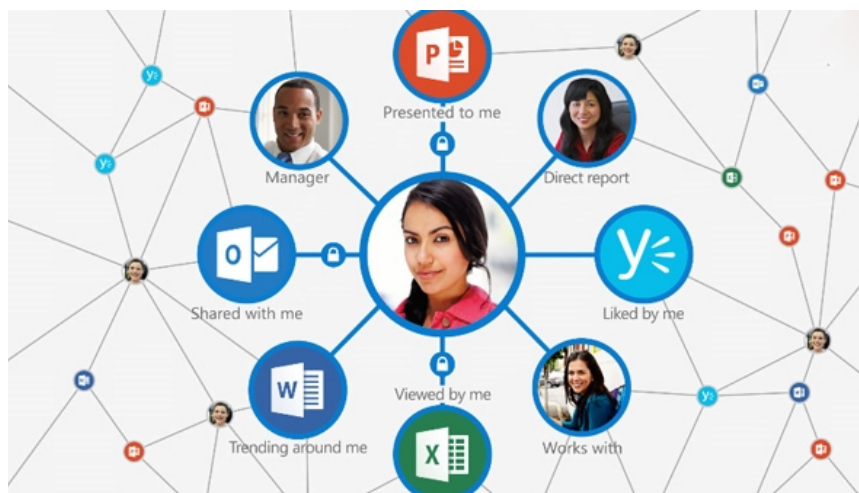 P
Presented to me
Manager
Direct report
O
y
Shared with me
Liked by me
W
Viewed by me
Trending around me
Works with
X